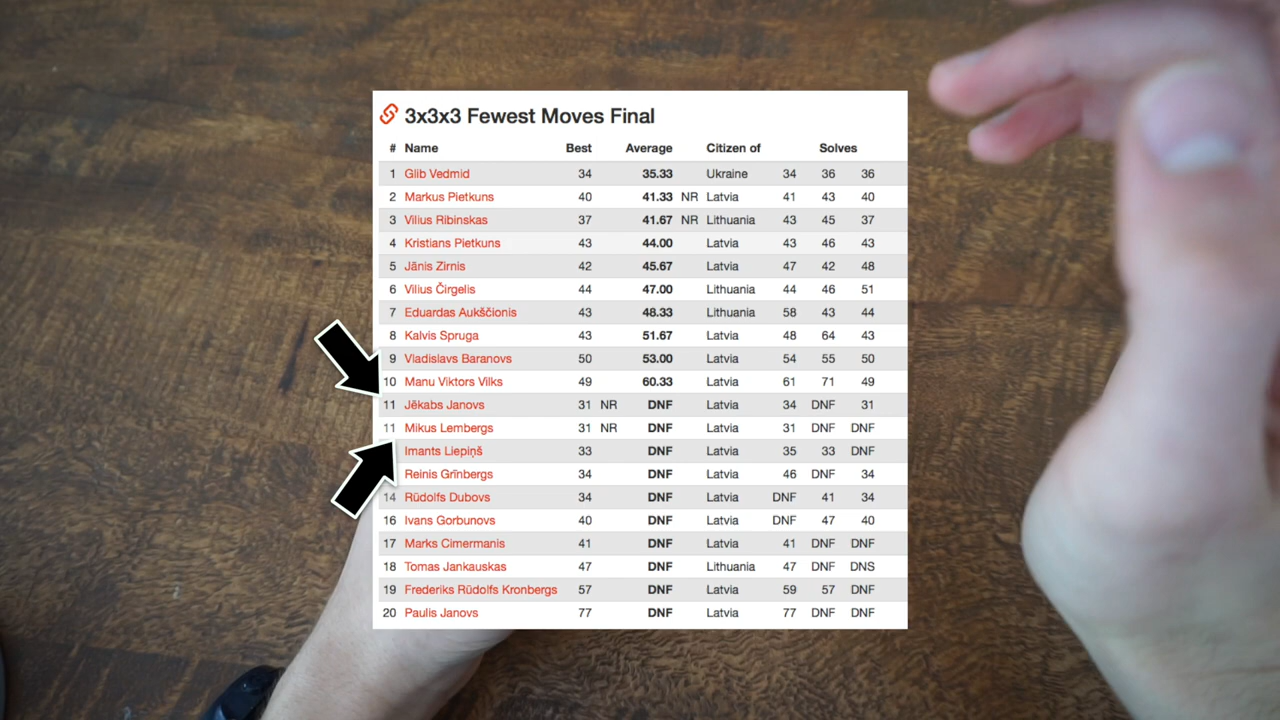 3x3x3 Fewest Moves Final
# Name Best Average Citizen of Solves
1 Glib Vedmid 34 35.33 Ukraine 34 36 36
2 Markus Pietkuns 40 41.33 NR Latvia 41 43 40
3 Vilius Ribinskas 37 41.67 NR Lithuania 43 45 37
4 Kristians Pietkuns 43 44.00 Latvia 43 46 43
5 Jānis Zirnis 42 45.67 Latvia 47 42 48
6 Vilius Čirgelis 44 47.00 Lithuania 44 46 51
7 Eduardas Aukščionis 43 48.33 Lithuania 58 43 44
8 Kalvis Spruga 43 51.67 Latvia 48 64 43
9 Vladislavs Baranovs 50 53.00 Latvia 54 55 50
10 Manu Viktors Vilks 49 60.33 Latvia 61 71 49
11 Jēkabs Janovs 31 NR DNF Latvia 34 DNF 31
11 Mikus Lembergs 31 NR DNF Latvia 31 DNF DNF
Imants Liepiņš 33 DNF Latvia 35 33 DNF
Reinis Grīnbergs 34 DNF Latvia 46 DNF 34
14 Rūdolfs Dubovs 34 DNF Latvia DNF 41 34
16 Ivans Gorbunovs 40 DNF Latvia DNF 47 40
17 Marks Cimermanis 41 DNF Latvia 41 DNF DNF
18 Tomas Jankauskas 47 DNF Lithuania 47 DNF DNS
19 Frederiks Rūdolfs Kronbergs 57 DNF Latvia 59 57 DNF
20 Paulis Janovs 77 DNF Latvia 77 DNF DNF